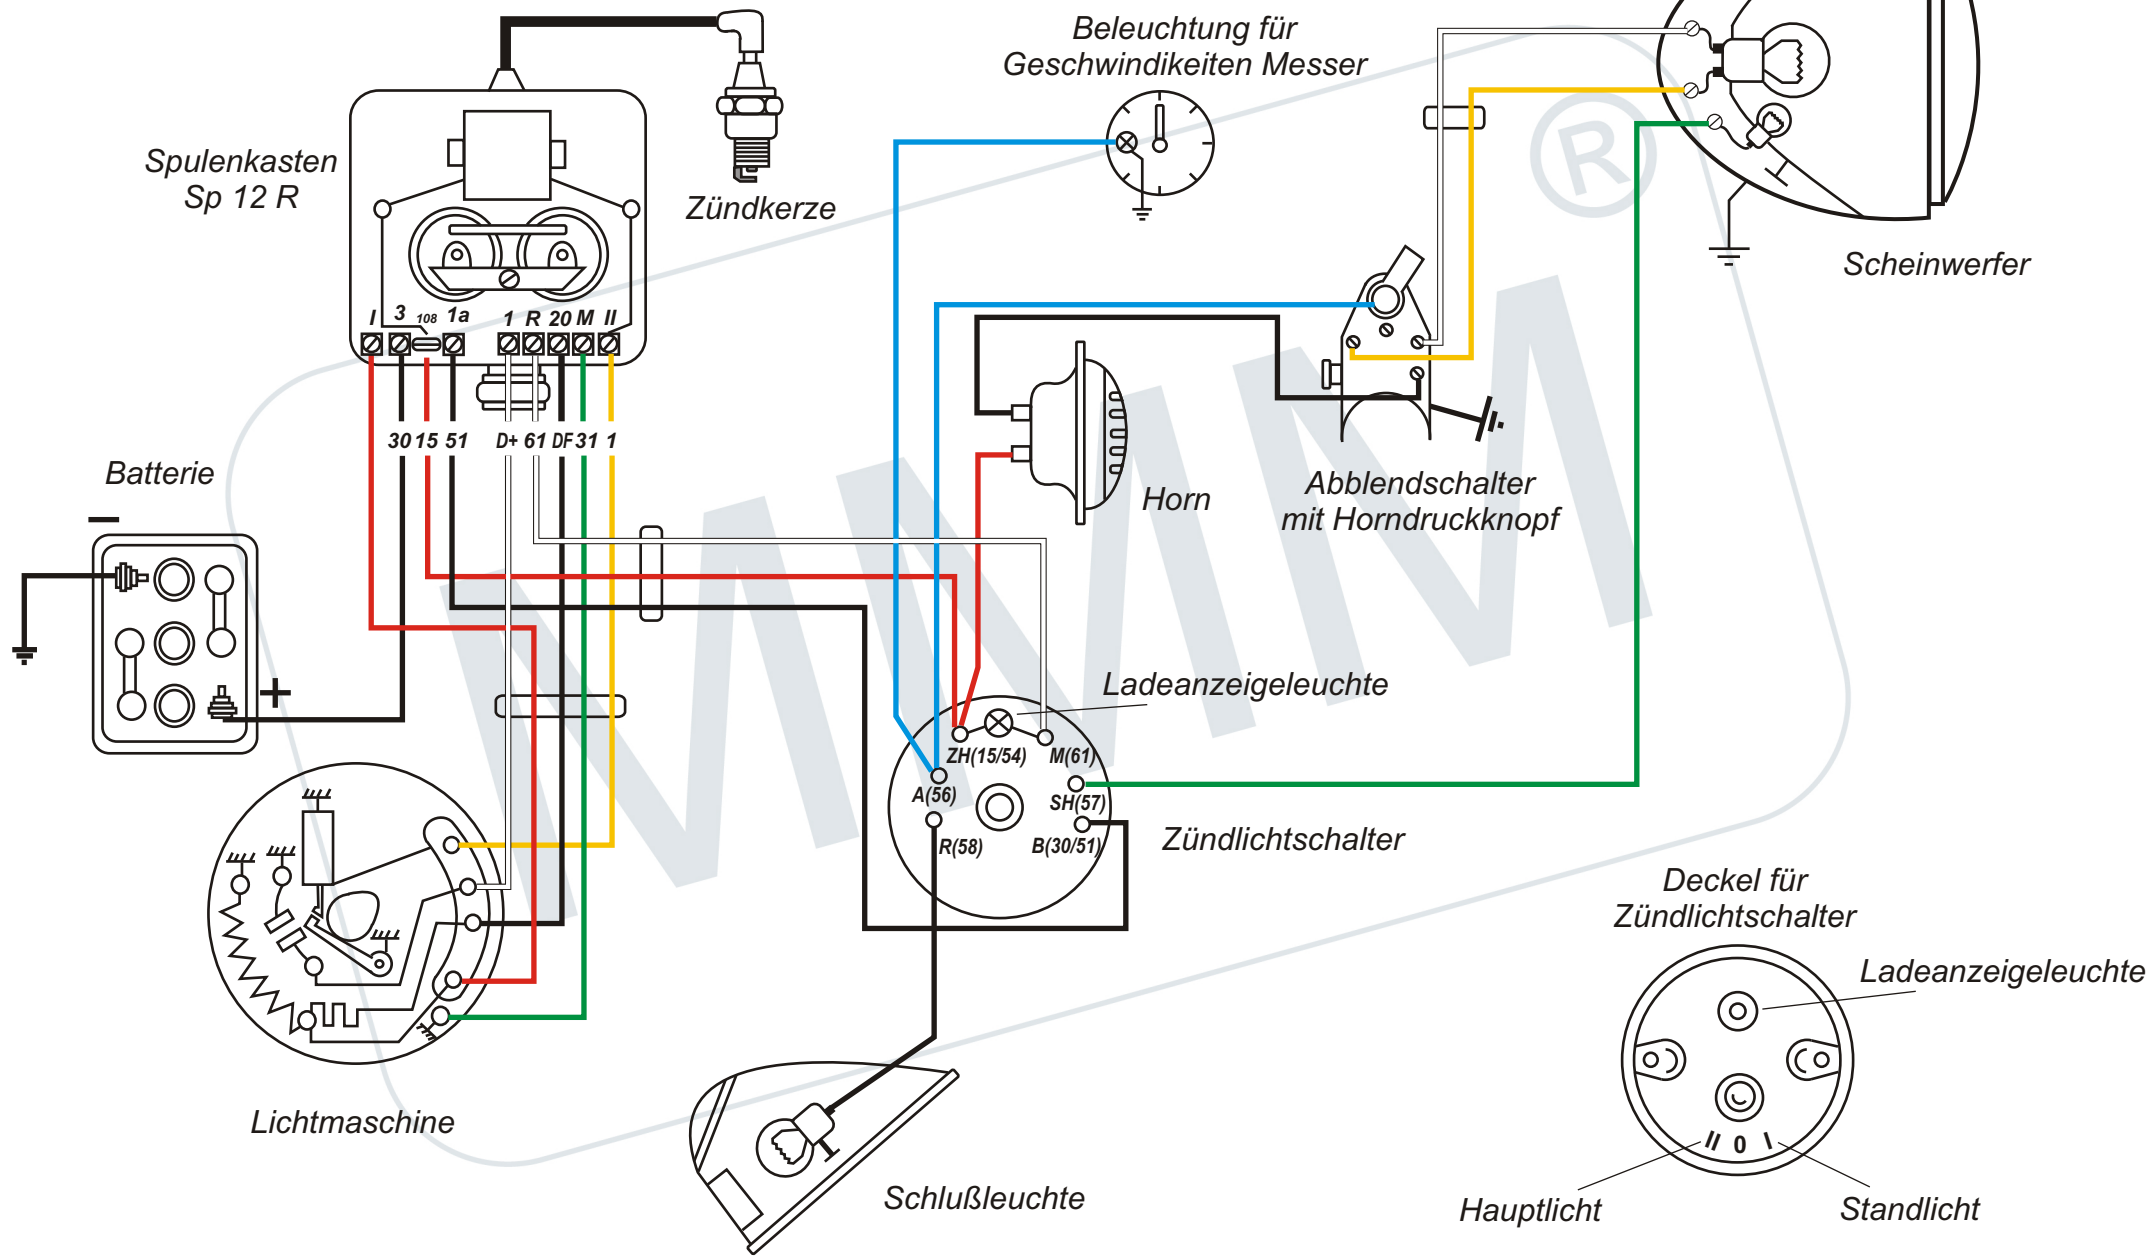 Beleuchtung für
Geschwindikeiten Messer
Spulenkasten
Sp 12 R
Zündkerze
®
Scheinwerfer
I 3 108 1a 1 R 20 M II
30 15 51 D+ 61 DF 31 1
Batterie
−
+
Horn
Abblendschalter
mit Horndruckknopf
MMM
Ladeanzeigeleuchte
ZH(15/54) M(61)
A(56) SH(57)
R(58) B(30/51)
Zündlichtschalter
Lichtmaschine
Schlußleuchte
Deckel für
Zündlichtschalter
Ladeanzeigeleuchte
II 0 I
Hauptlicht Standlicht